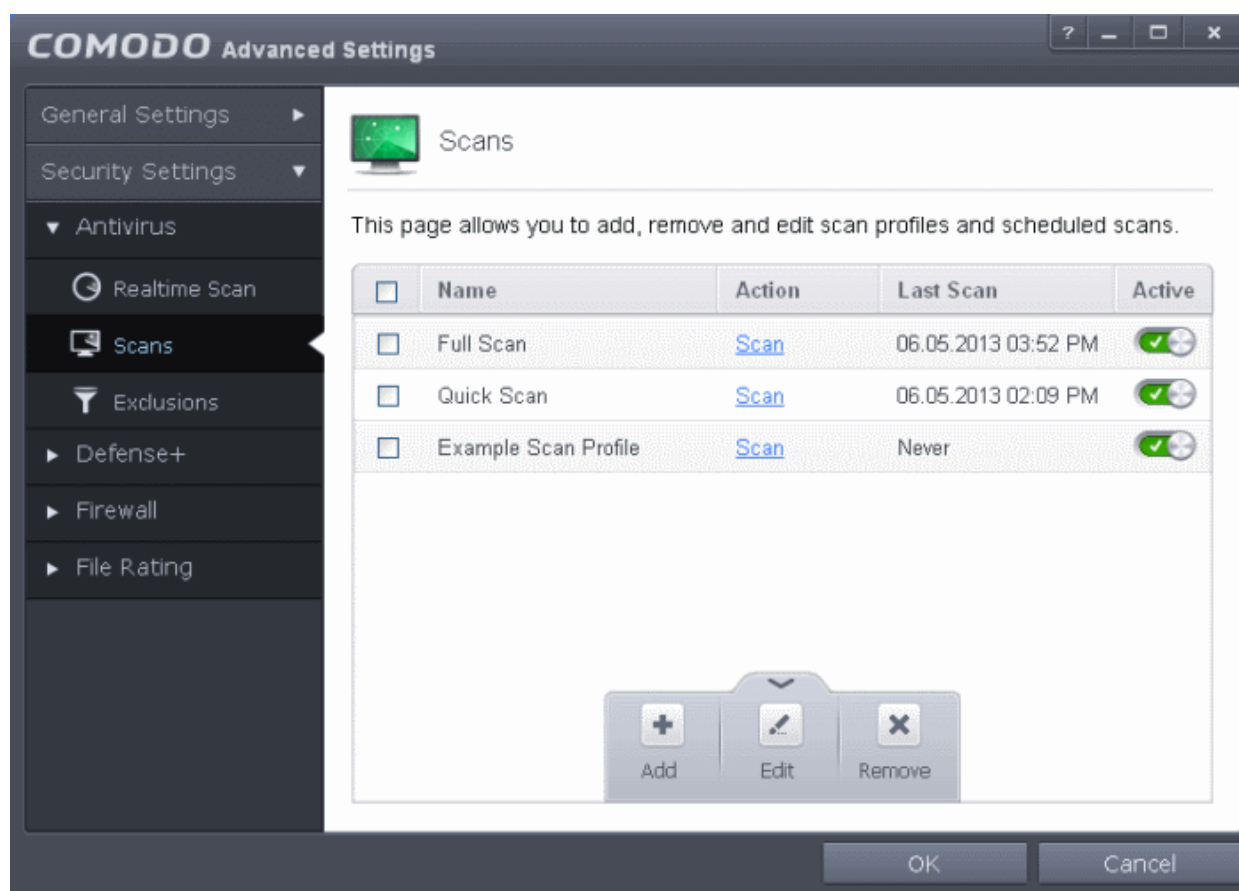 COMODO Advanced Settings
?
General Settings
Security Settings
Antivirus
Realtime Scan
Scans
Exclusions
Defense+
Firewall
File Rating
Scans
This page allows you to add, remove and edit scan profiles and scheduled scans.
Name Action Last Scan Active
Full Scan Scan 06.05.2013 03:52 PM
Quick Scan Scan 06.05.2013 02:09 PM
Example Scan Profile Scan Never
Add Edit Remove
OK Cancel